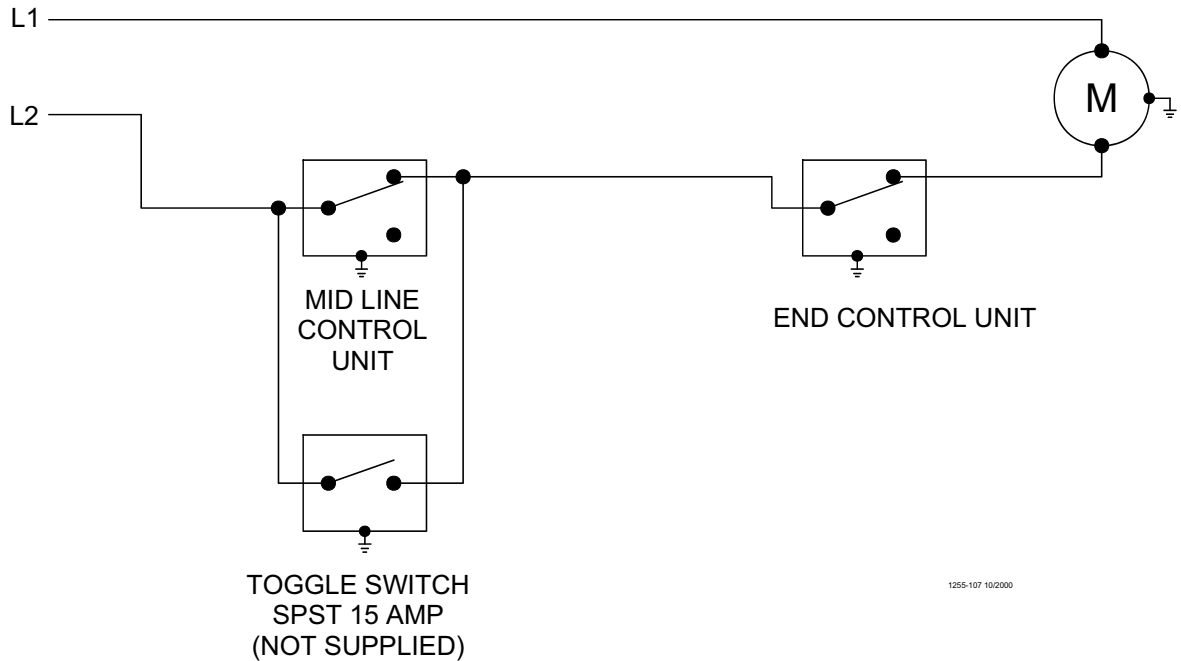 L1
M
L2
MID LINE
CONTROL
UNIT
END CONTROL UNIT
TOGGLE SWITCH
SPST 15 AMP
(NOT SUPPLIED)
1255-107 10/2000